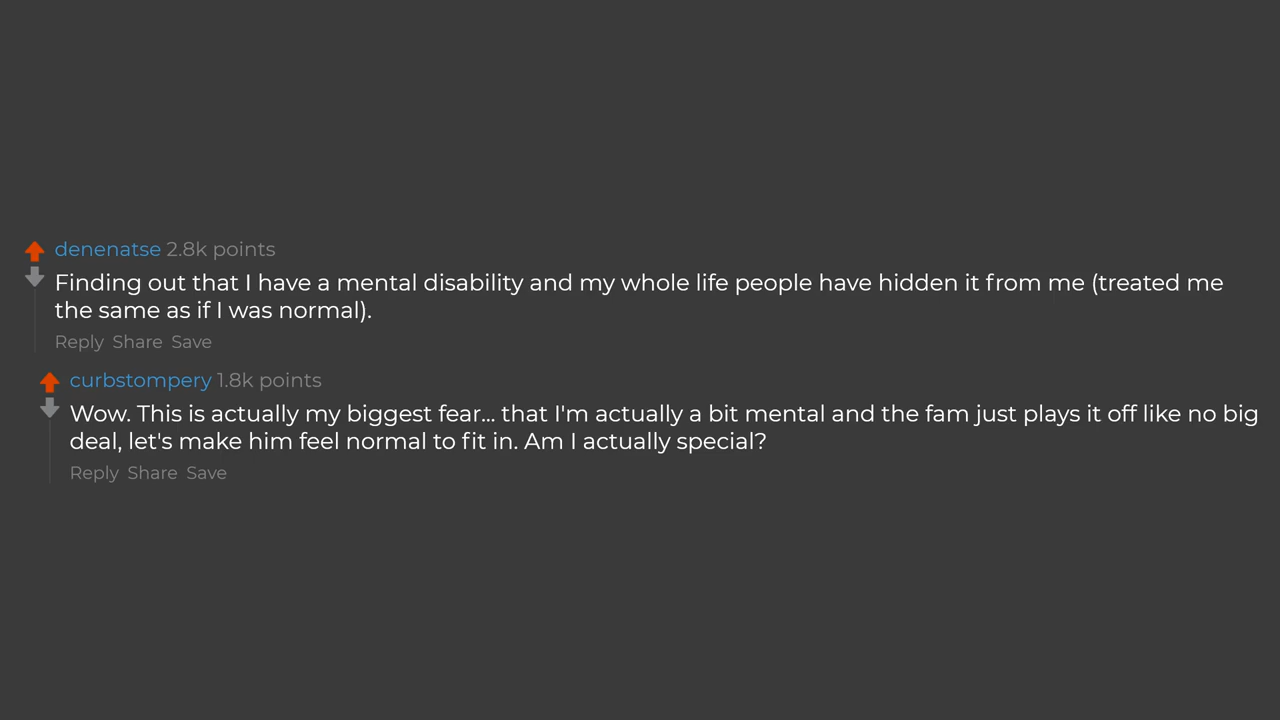 denenatse 2.8k points
Finding out that I have a mental disability and my whole life people have hidden it from me (treated me
the same as if I was normal).
Reply Share Save
curbstompery 1.8k points
Wow. This is actually my biggest fear... that I'm actually a bit mental and the fam just plays it off like no big
deal, let's make him feel normal to fit in. Am I actually special?
Reply Share Save